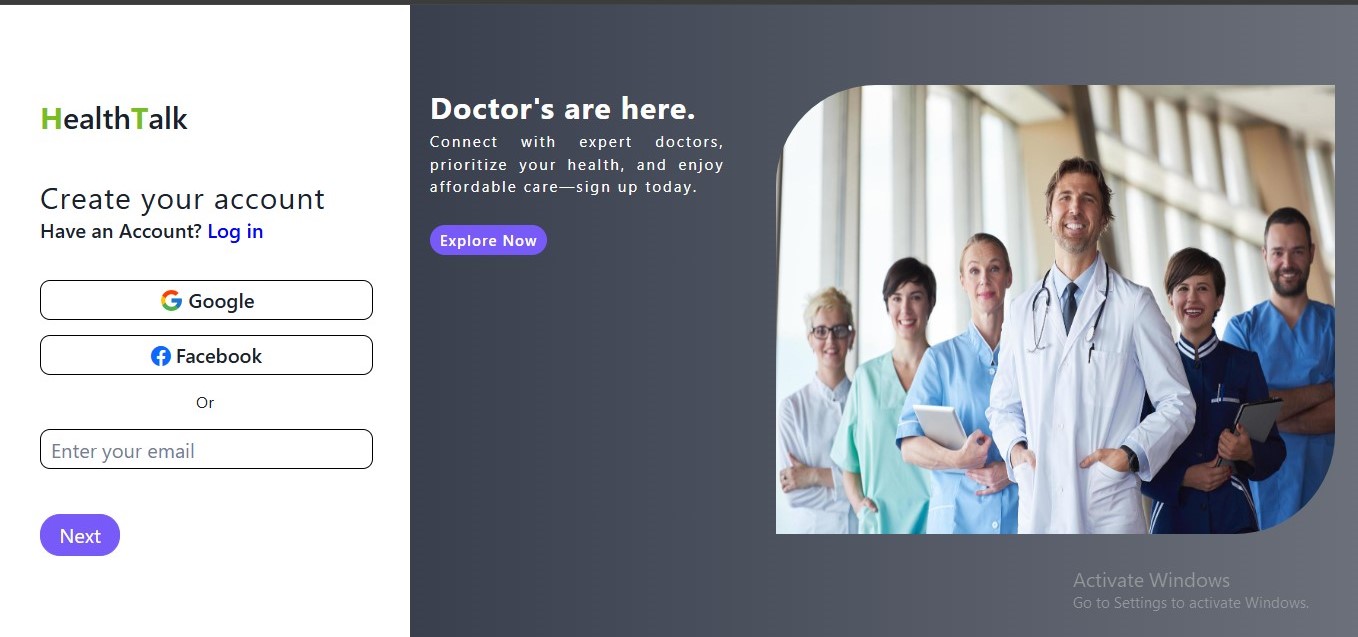 HealthTalk
Create your account
Have an Account? Log in
Google
Facebook
Or
Enter your email
Next
Doctor's are here.
Connect with expert doctors,
prioritize your health, and enjoy
affordable care—sign up today.
Explore Now
Activate Windows
Go to Settings to activate Windows.